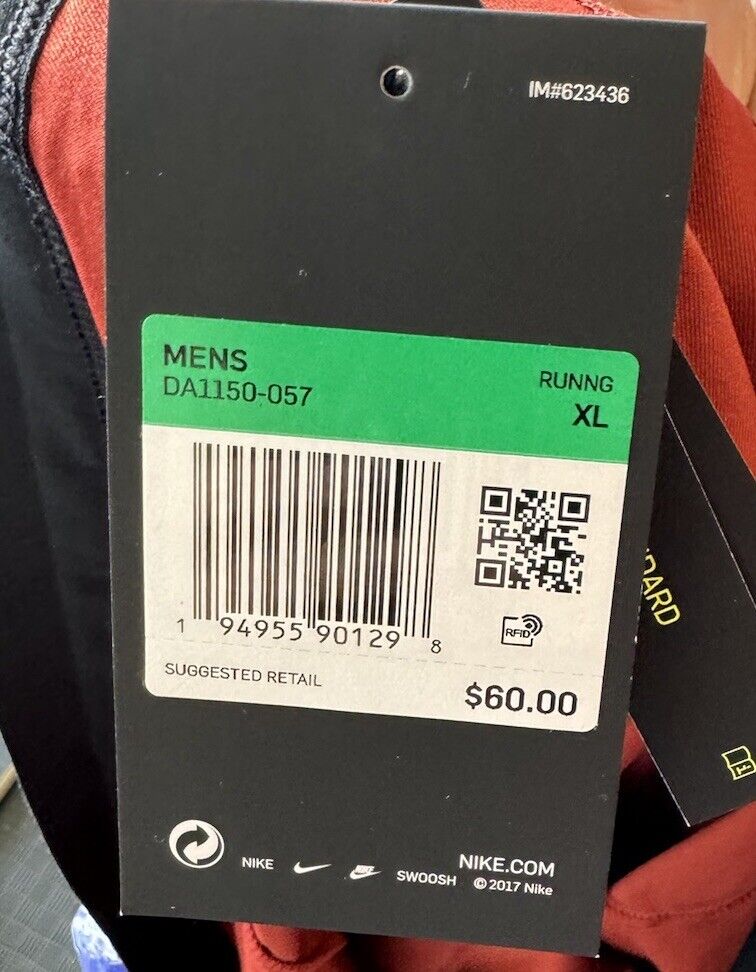 IM#623436
MENS
DA1150-057
RUNNG
XL
1 94955 90129 8
RFID
SUGGESTED RETAIL
$60.00
NIKE
NIKE
SWOOSH
NIKE.COM
© 2017 Nike